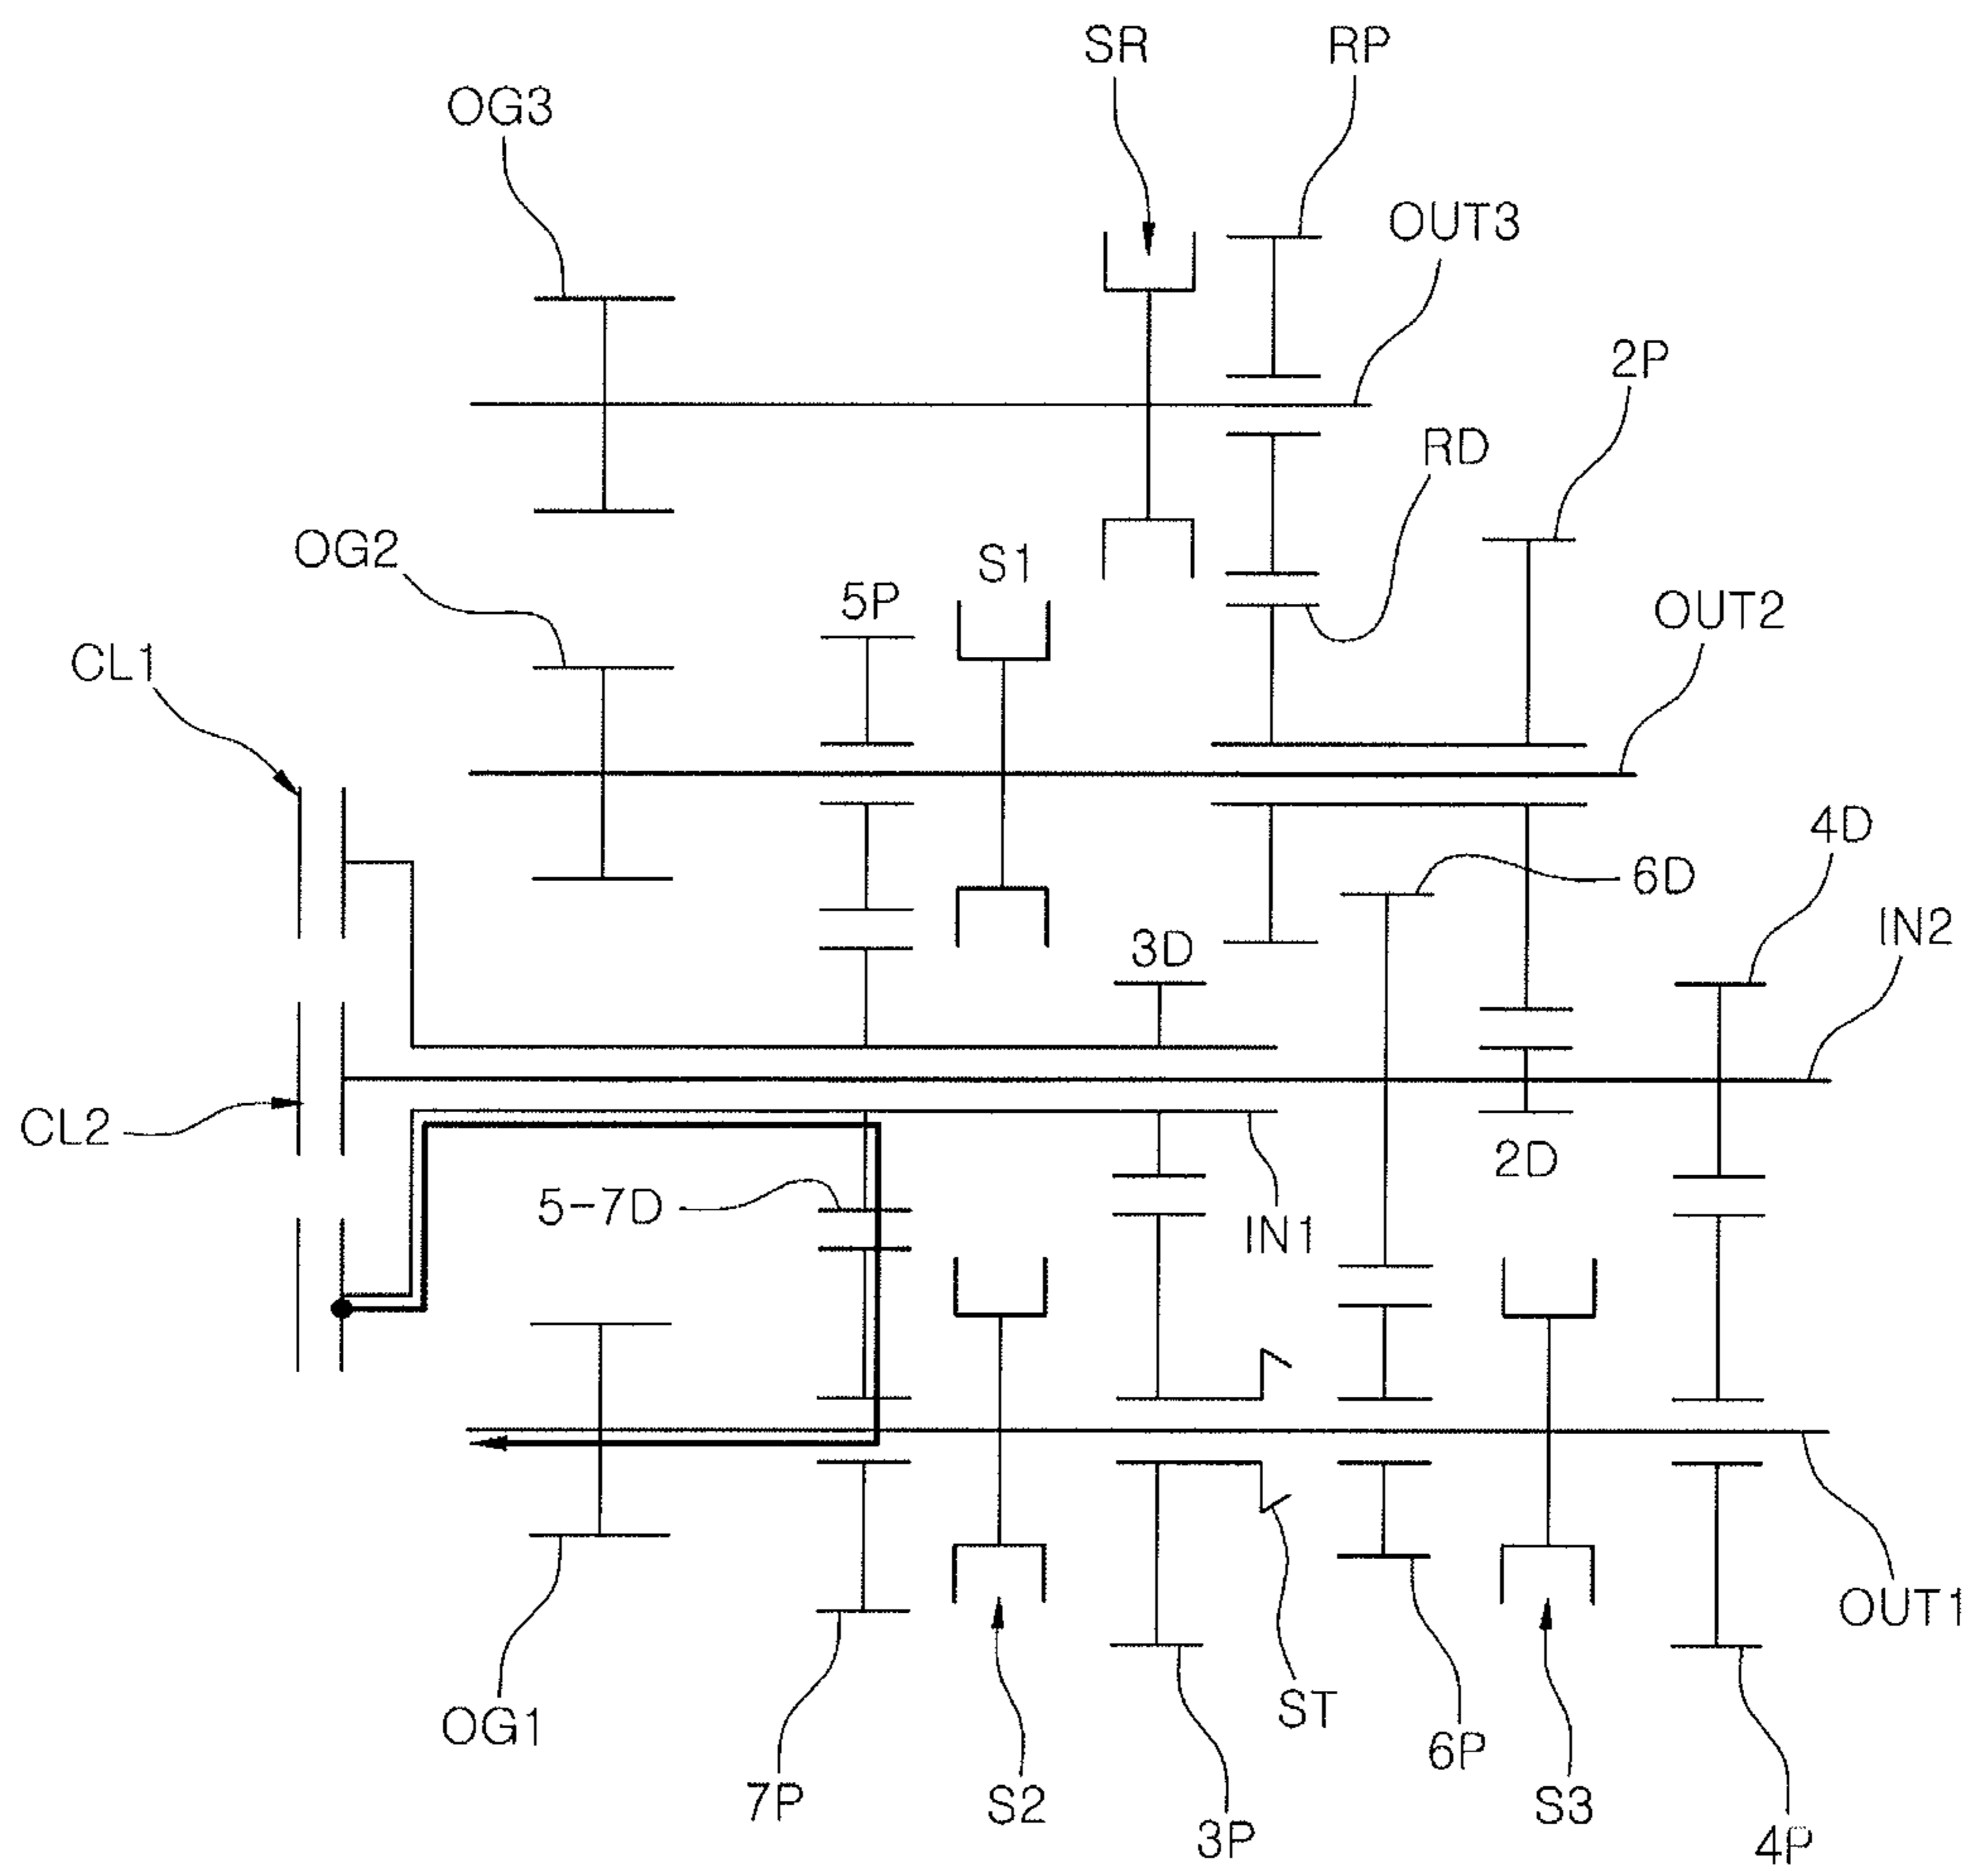 SR
RP
OG3
OUT3
2P
RD
OG2
S1
5P
OUT2
CL1
4D
6D
IN2
3D
CL2
2D
5-7D
IN1
OUT1
ST
OG1
6P
7P
S2
S3
3P
4P